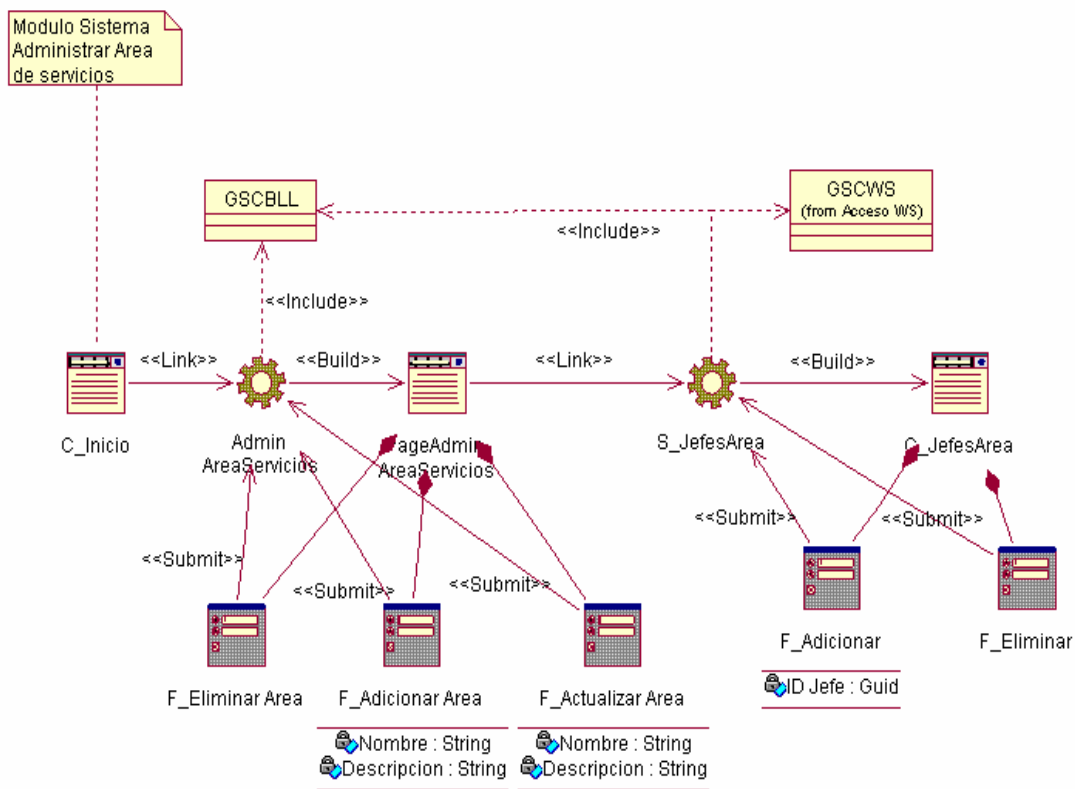 Modulo Sistema
Administrar Area
de servicios
GSCBLL
GSCWS
(from Acceso WS)
<<Include>>
<<Include>>
<<Link>>
<<Build>>
<<Link>>
<<Build>>
C_Inicio
Admin
AreaServicios
ageAdmin
AreaServicios
S_JefesArea
C_JefesArea
<<Submit>>
<<Submit>>
<<Submit>>
<<Submit>>
<<Submit>>
F_Eliminar Area
F_Adicionar Area
F_Actualizar Area
F_Adicionar
F_Eliminar
ID Jefe : Guid
Nombre : String
Descripcion : String
Nombre : String
Descripcion : String